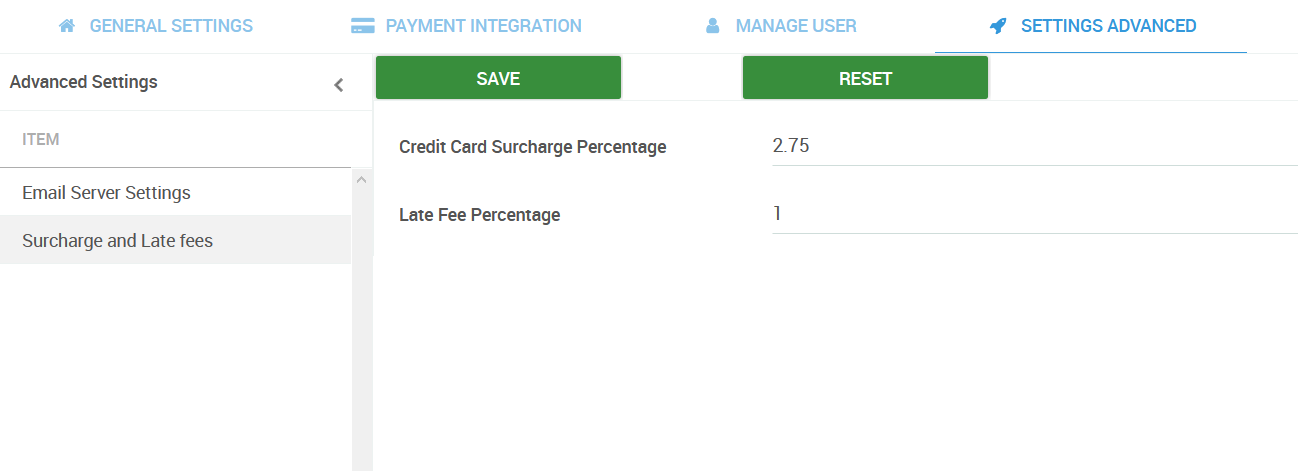 GENERAL SETTINGS
PAYMENT INTEGRATION
MANAGE USER
SETTINGS ADVANCED
Advanced Settings
SAVE
RESET
ITEM
Credit Card Surcharge Percentage
2.75
Email Server Settings
Late Fee Percentage
1
Surcharge and Late fees